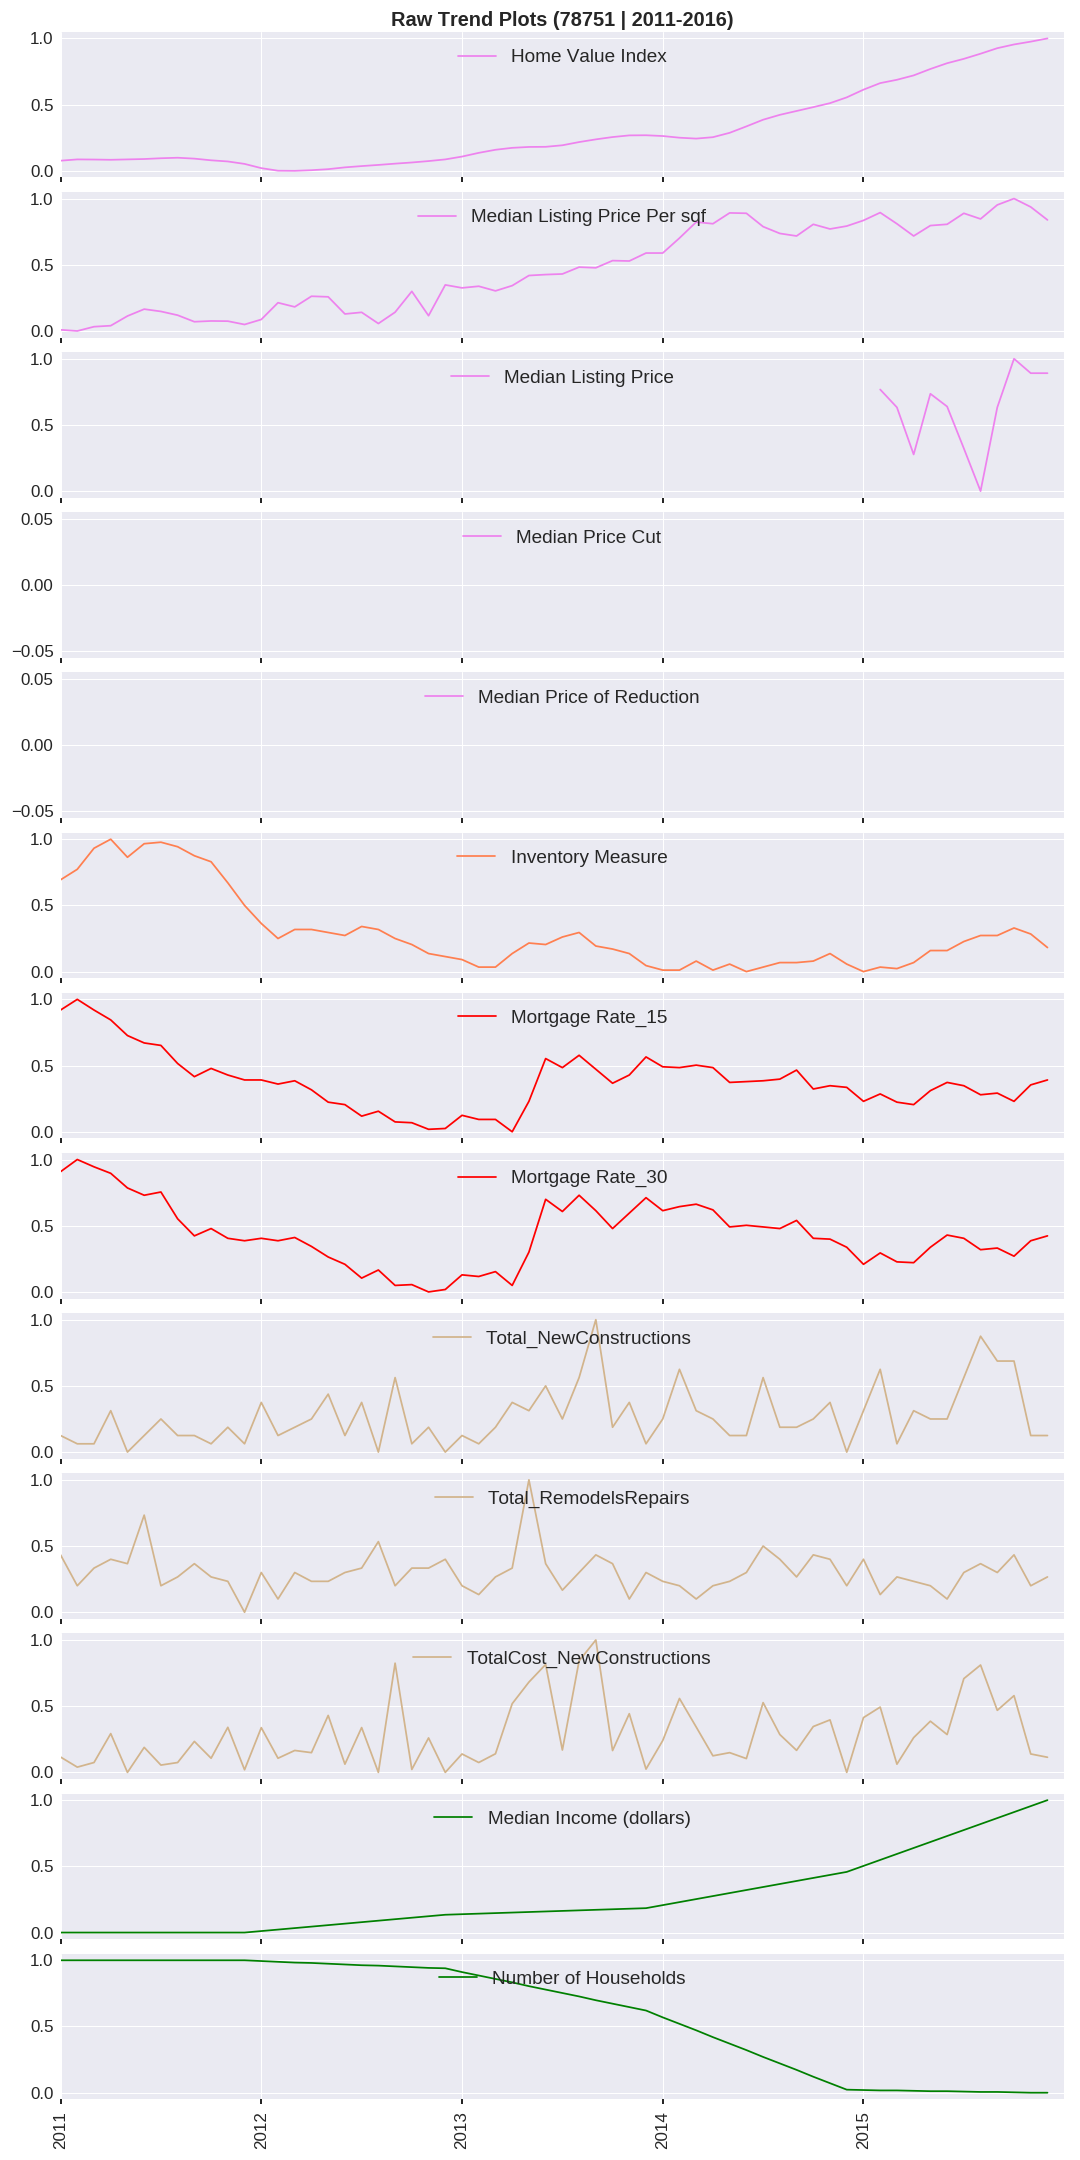 Raw Trend Plots (78751 | 2011-2016)
1.0
Home Value Index
0.5
0.0
1.0
Median Listing Price Per sqf
0.5
0.0
1.0
Median Listing Price
0.5
0.0
0.05
Median Price Cut
0.00
−0.05
0.05
Median Price of Reduction
0.00
−0.05
1.0
Inventory Measure
0.5
0.0
1.0
Mortgage Rate_15
0.5
0.0
1.0
Mortgage Rate_30
0.5
0.0
1.0
Total_NewConstructions
0.5
0.0
1.0
Total_RemodelsRepairs
0.5
0.0
1.0
TotalCost_NewConstructions
0.5
0.0
1.0
Median Income (dollars)
0.5
0.0
1.0
Number of Households
0.5
0.0
2011 2012 2013 2014 2015